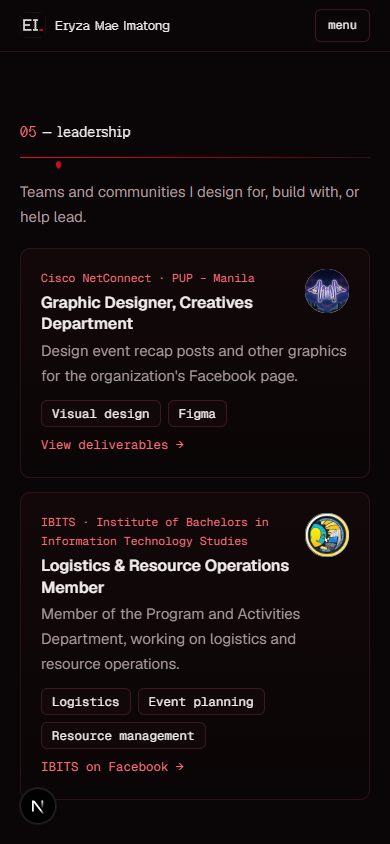 EI.
Eryza Mae Imatong
menu
05 — leadership
Teams and communities I design for, build with, or
help lead.
Cisco NetConnect · PUP – Manila
Graphic Designer, Creatives
Department
Design event recap posts and other graphics
for the organization's Facebook page.
Visual design
Figma
View deliverables →
IBITS · Institute of Bachelors in
Information Technology Studies
Logistics & Resource Operations
Member
Member of the Program and Activities
Department, working on logistics and
resource operations.
Logistics
Event planning
Resource management
IBITS on Facebook →
N